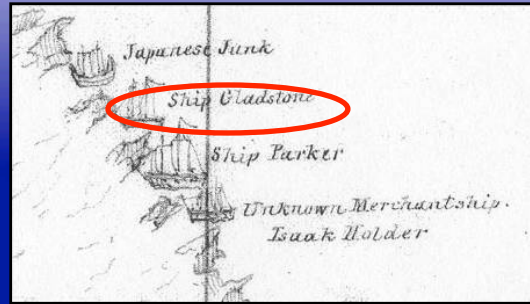 Japanese Junk
Ship Gladstone
Ship Parker
Unknown Merchantship.
Isaak Holder